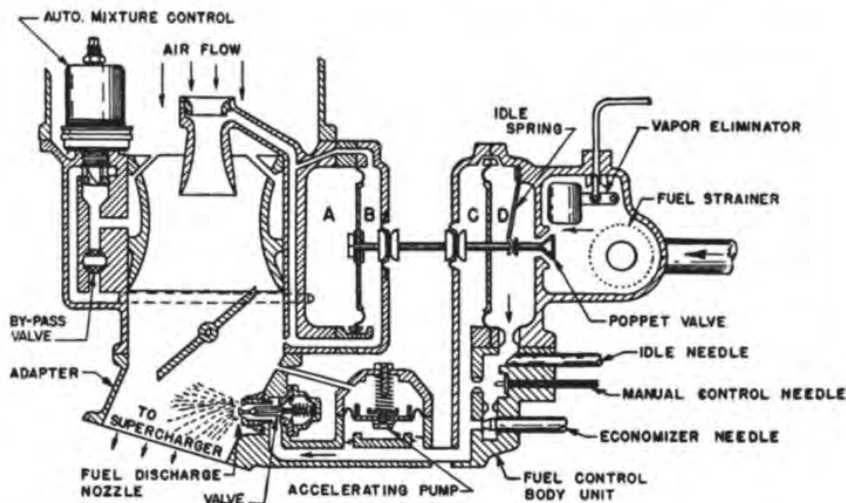 AUTO. MIXTURE CONTROL
AIR FLOW
IDLE
SPRING
VAPOR ELIMINATOR
FUEL STRAINER
A
B
C
D
BY-PASS
VALVE
POPPET VALVE
IDLE NEEDLE
ADAPTER
MANUAL CONTROL NEEDLE
TO
SUPERCHARGER
ECONOMIZER NEEDLE
FUEL DISCHARGE
NOZZLE
VALVE
ACCELERATING PUMP
FUEL CONTROL
BODY UNIT